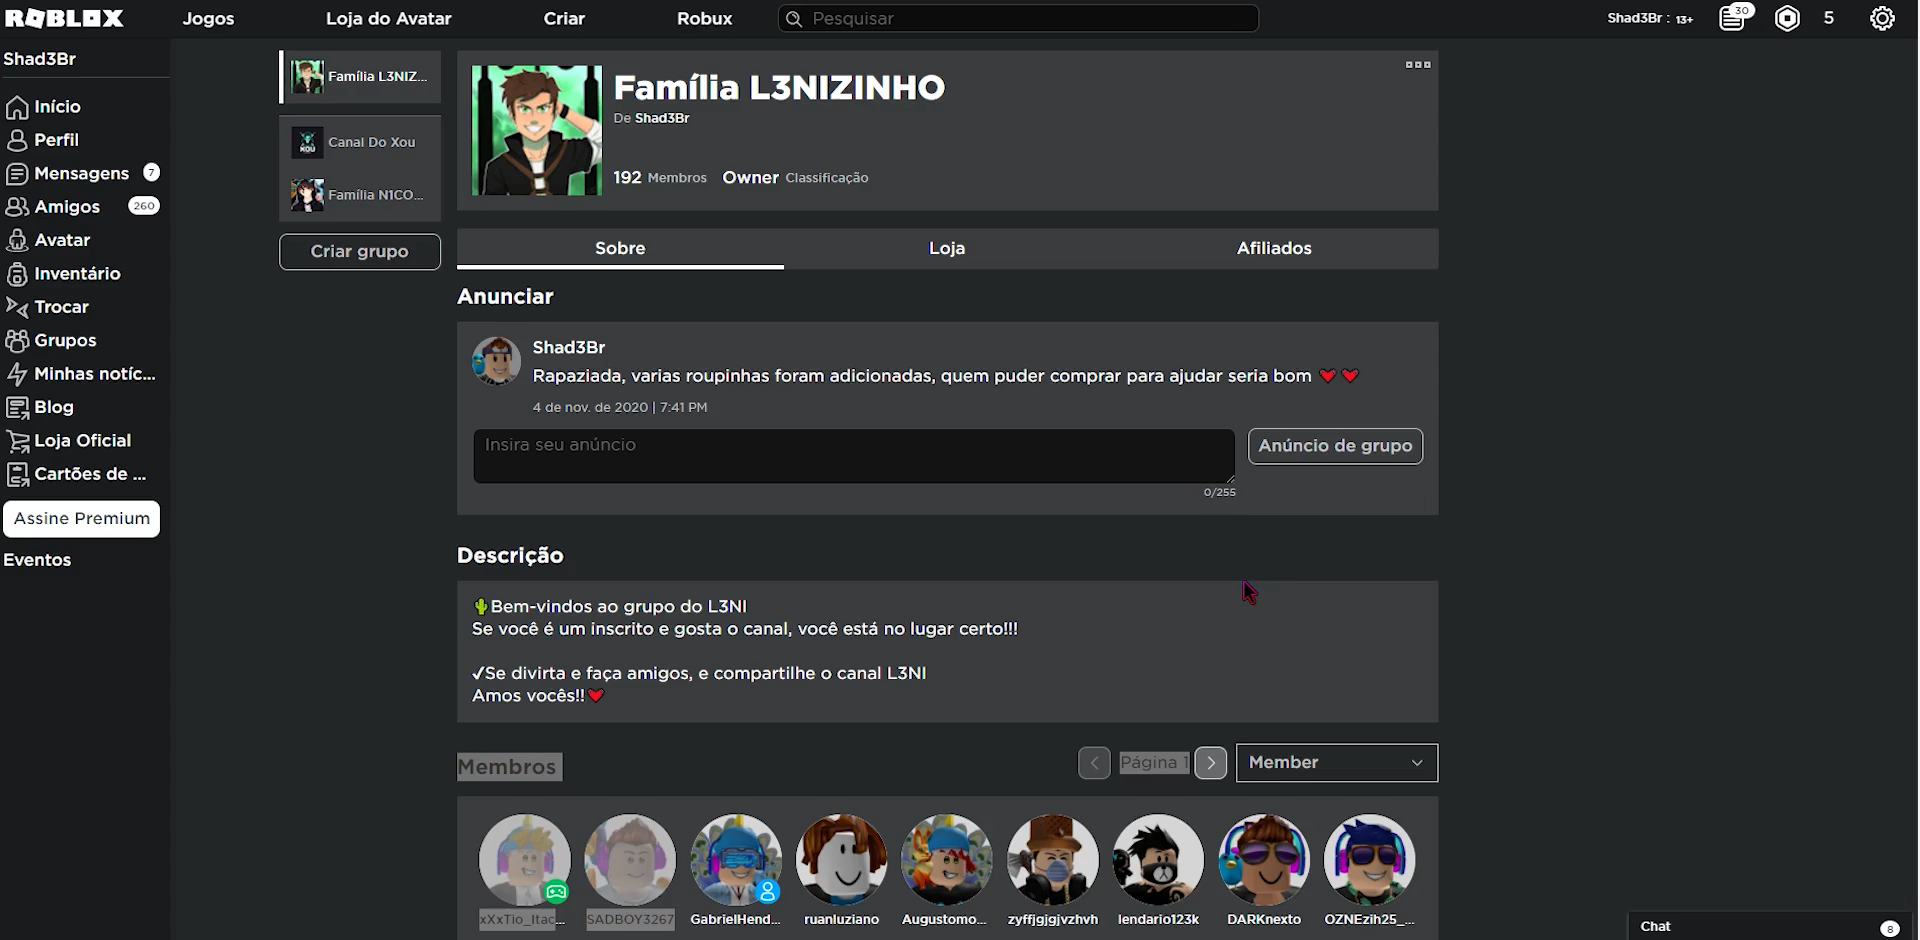 ROBLOX
Jogos
Loja do Avatar
Criar
Robux
Pesquisar
Shad3Br : 13+
30
5
Shad3Br
Início
Perfil
Mensagens 7
Amigos 260
Avatar
Inventário
Trocar
Grupos
Minhas notíc...
Blog
Loja Oficial
Cartões de ...
Assine Premium
Eventos
Família L3NIZ...
XOU
Canal Do Xou
Família N1CO...
Criar grupo
Família L3NIZINHO
De Shad3Br
192 Membros Owner Classificação
Sobre
Loja
Afiliados
Anunciar
Shad3Br
Rapaziada, varias roupinhas foram adicionadas, quem puder comprar para ajudar seria bom ❤️❤️
4 de nov. de 2020 | 7:41 PM
Insira seu anúncio
Anúncio de grupo
0/255
Descrição
🌵Bem-vindos ao grupo do L3NI
Se você é um inscrito e gosta o canal, você está no lugar certo!!!
✓Se divirta e faça amigos, e compartilhe o canal L3NI
Amos vocês!!❤️
Membros
Página 1
Member
xXxTio_Itac...
SADBOY3267
GabrielHend...
ruanluziano
Augustomo...
zyffjgjgjvzhvh
lendario123k
DARKnexto
OZNEzih25_...
Chat
8